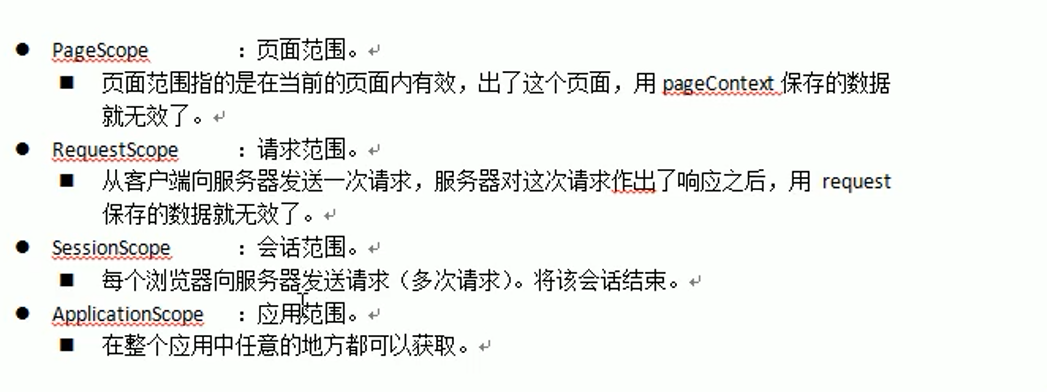 ● PageScope ：页面范围。↵
■ 页面范围指的是在当前的页面内有效，出了这个页面，用 pageContext 保存的数据
就无效了。↵
● RequestScope ：请求范围。↵
■ 从客户端向服务器发送一次请求，服务器对这次请求作出了响应之后，用 request
保存的数据就无效了。↵
● SessionScope ：会话范围。↵
■ 每个浏览器向服务器发送请求（多次请求）。将该会话结束。↵
● ApplicationScope ：应用范围。↵
■ 在整个应用中任意的地方都可以获取。↵